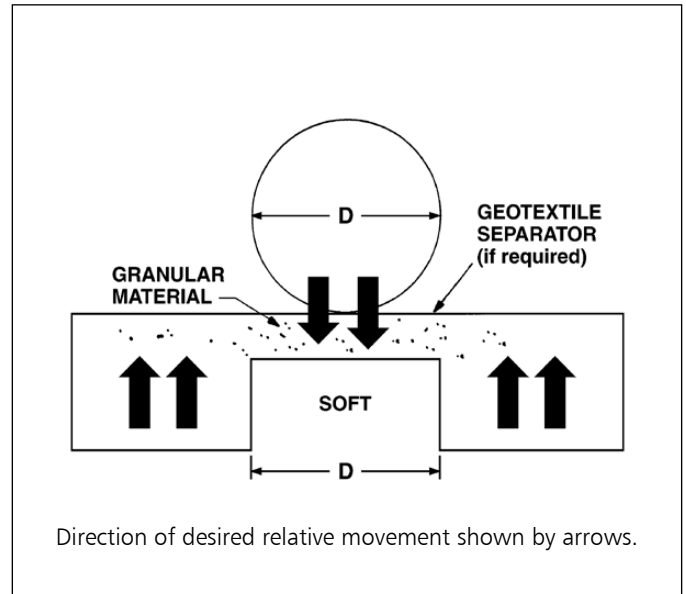 D
GEOTEXTILE
SEPARATOR
(if required)
GRANULAR
MATERIAL
SOFT
D
Direction of desired relative movement shown by arrows.